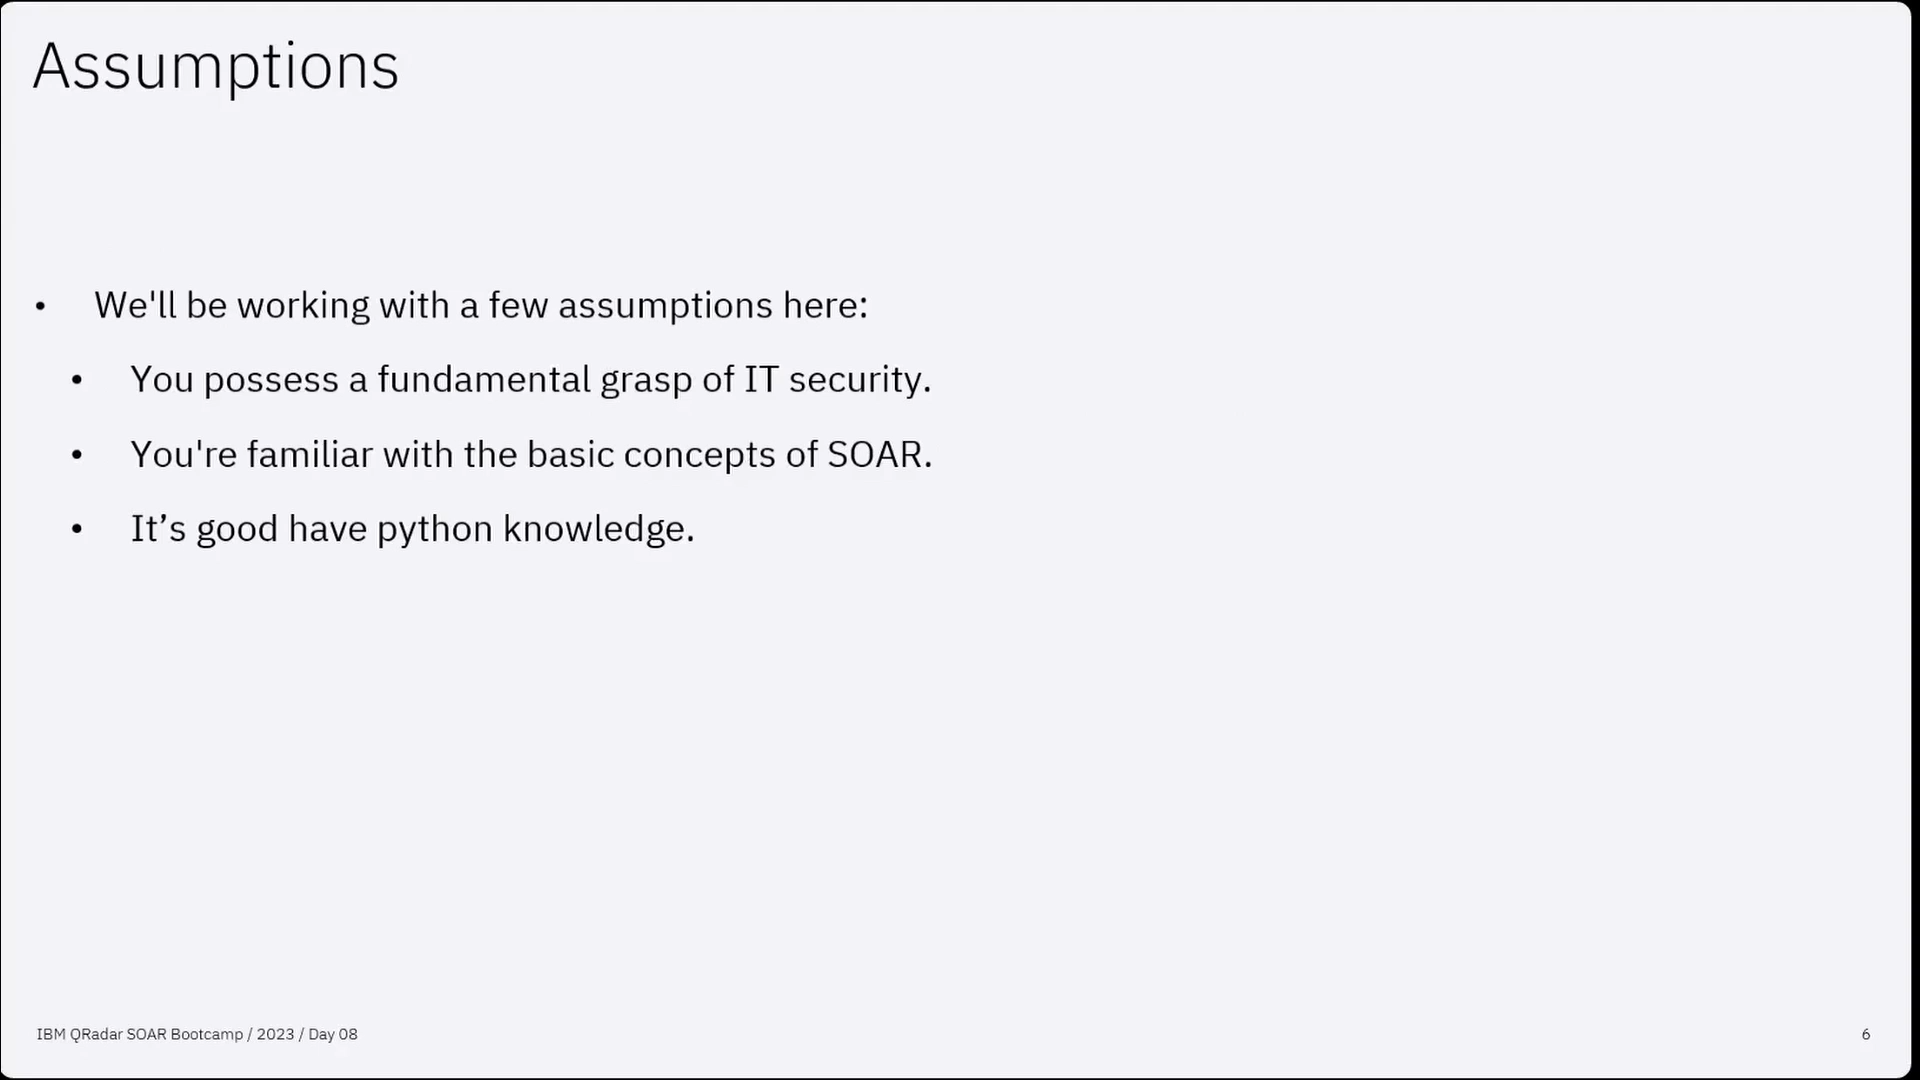 Assumptions
• We'll be working with a few assumptions here:
• You possess a fundamental grasp of IT security.
• You're familiar with the basic concepts of SOAR.
• It’s good have python knowledge.
IBM QRadar SOAR Bootcamp / 2023 / Day 08
6